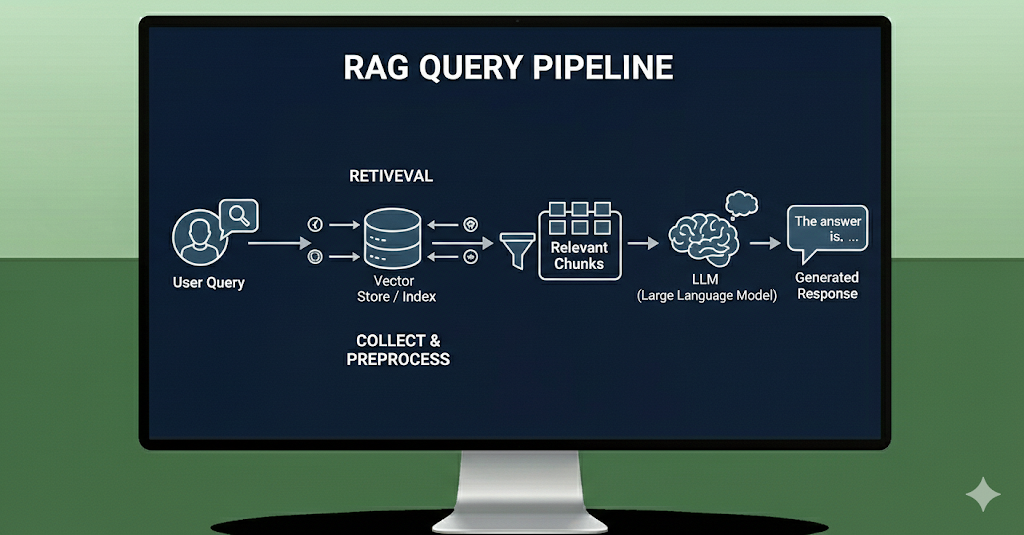 RAG QUERY PIPELINE
RETIVEVAL
User Query
Vector
Store / Index
COLLECT &
PREPROCESS
Relevant
Chunks
LLM
(Large Language Model)
The answer
is. ...
Generated
Response